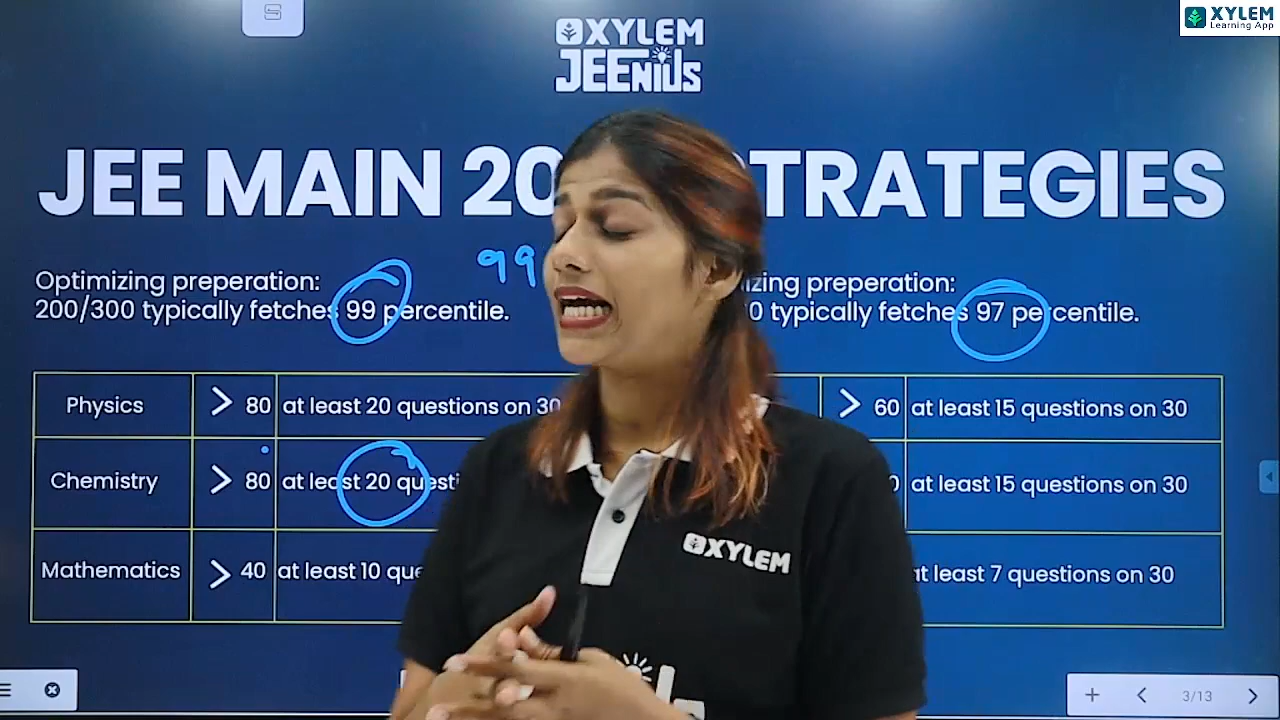 XYLEM
Learning App
XYLEM
JEENIUS
JEE MAIN 20 TRATEGIES
99
Optimizing preparation:
200/300 typically fetches 99 percentile.
izing preparation:
0 typically fetches 97 percentile.
Physics > 80 at least 20 questions on 30
Chemistry > 80 at least 20 questi
Mathematics > 40 at least 10 que
> 60 at least 15 questions on 30
0 at least 15 questions on 30
at least 7 questions on 30
XYLEM
3/13